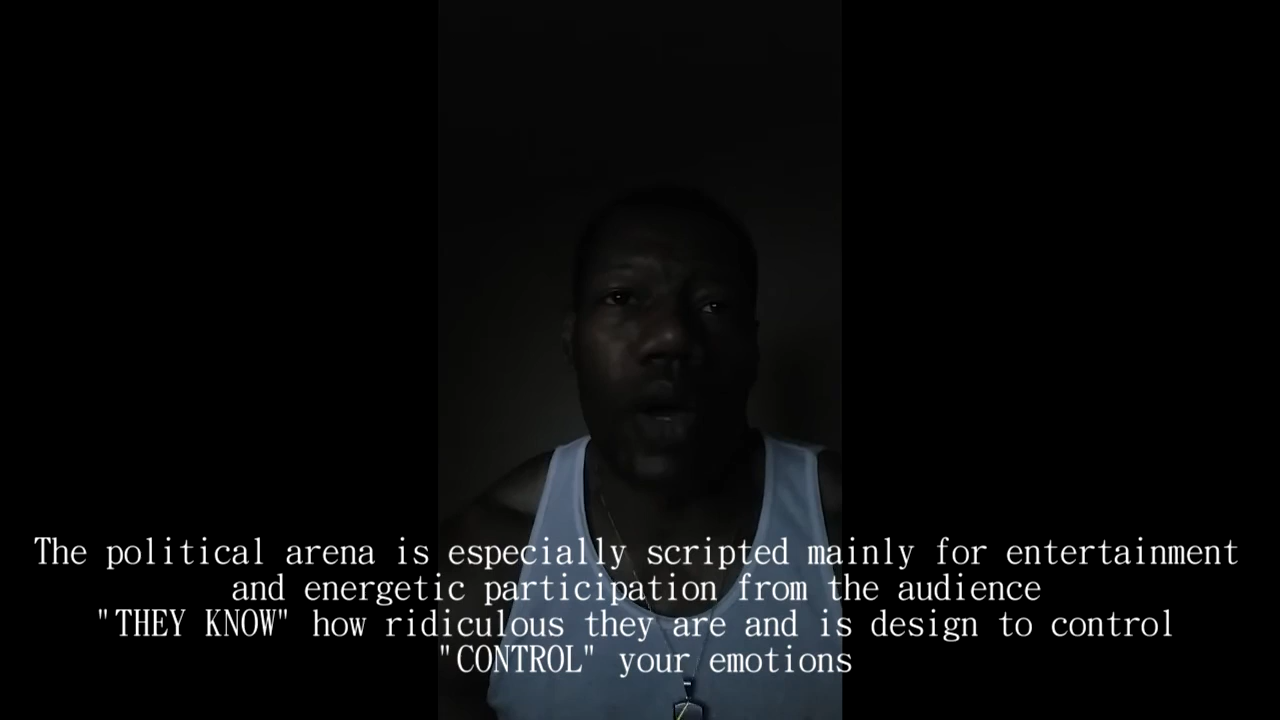 The political arena is especially scripted mainly for entertainment
and energetic participation from the audience
"THEY KNOW" how ridiculous they are and is design to control
"CONTROL" your emotions